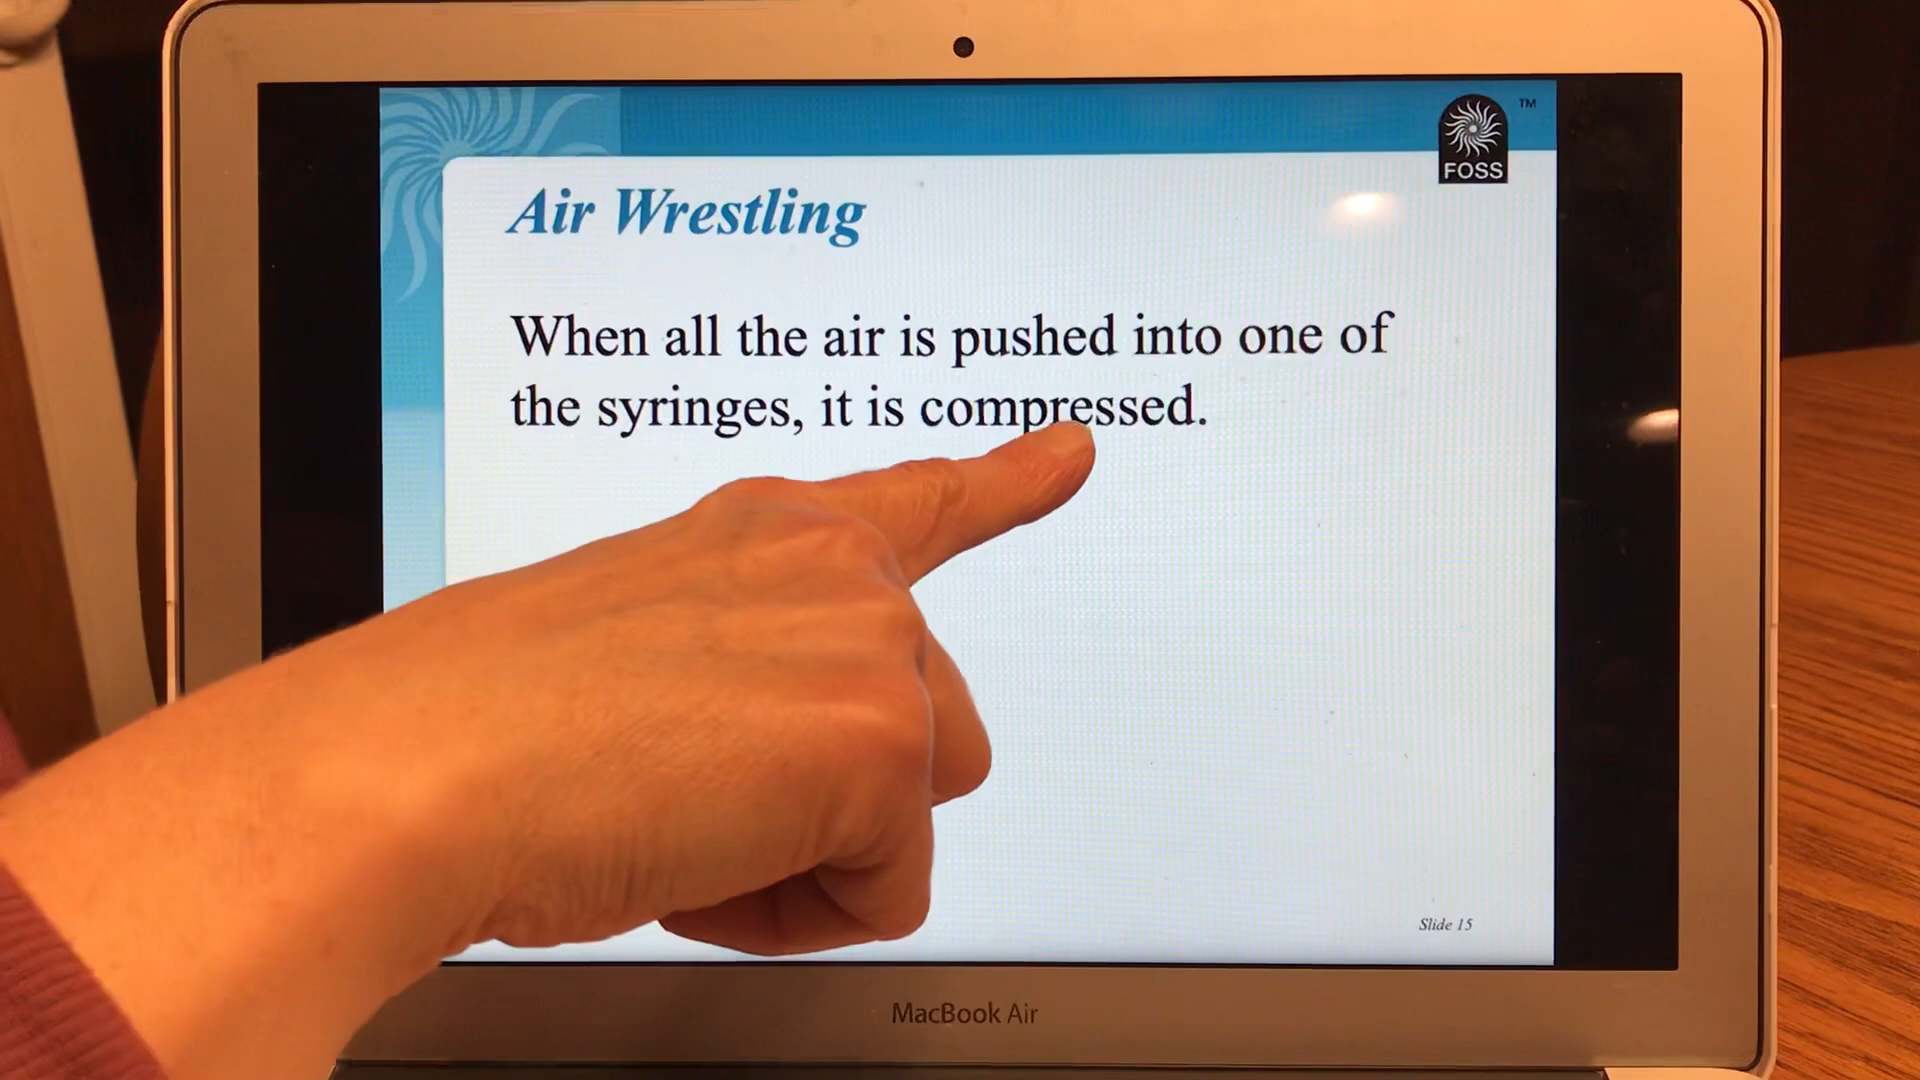 TM
FOSS
Air Wrestling
When all the air is pushed into one of
the syringes, it is compressed.
Slide 15
MacBook Air